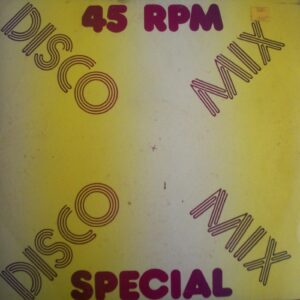 45 RPM
DISCO MIX
DISCO MIX
SPECIAL